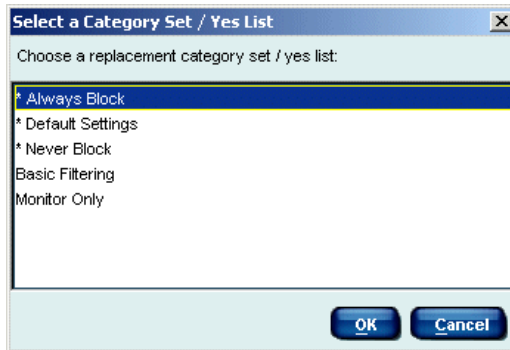 Select a Category Set / Yes List
Choose a replacement category set / yes list:
* Always Block
* Default Settings
* Never Block
Basic Filtering
Monitor Only
OK Cancel